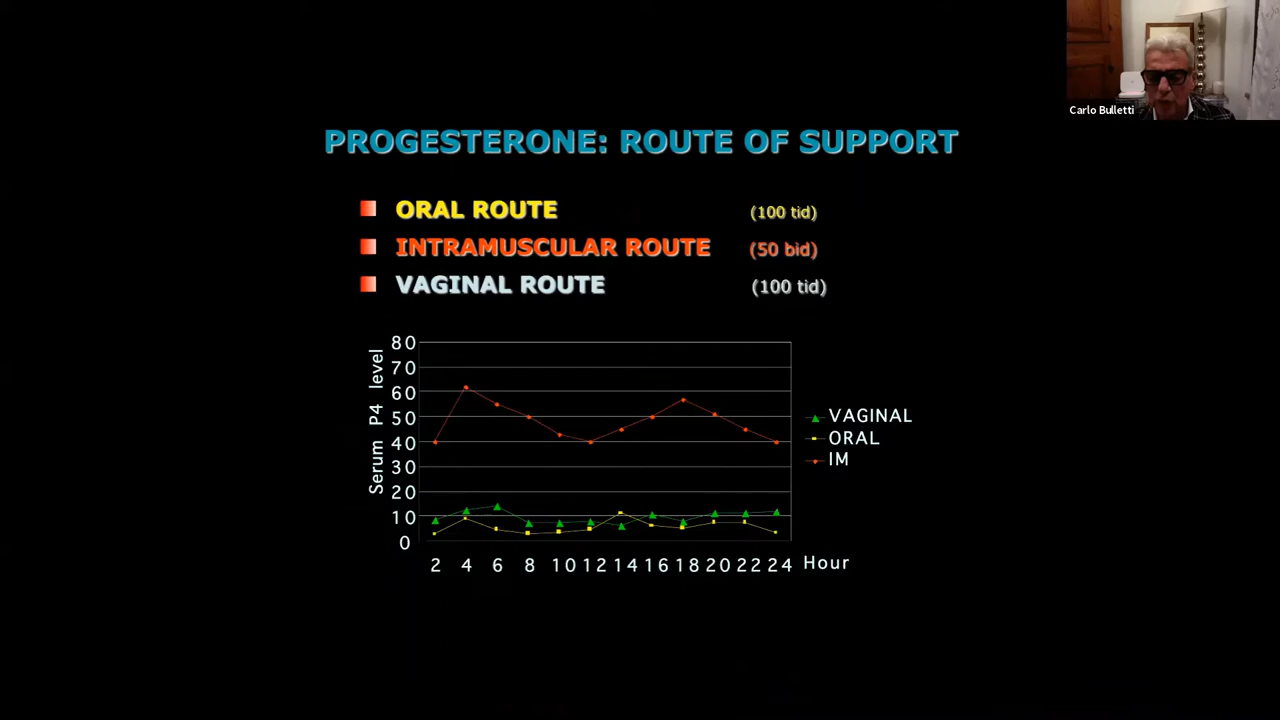 Carlo Bulletti
PROGESTERONE: ROUTE OF SUPPORT
ORAL ROUTE (100 tid)
INTRAMUSCULAR ROUTE (50 bid)
VAGINAL ROUTE (100 tid)
Serum P4 level
80
70
60
50
40
30
20
10
0
2 4 6 8 10 12 14 16 18 20 22 24 Hour
VAGINAL
ORAL
IM